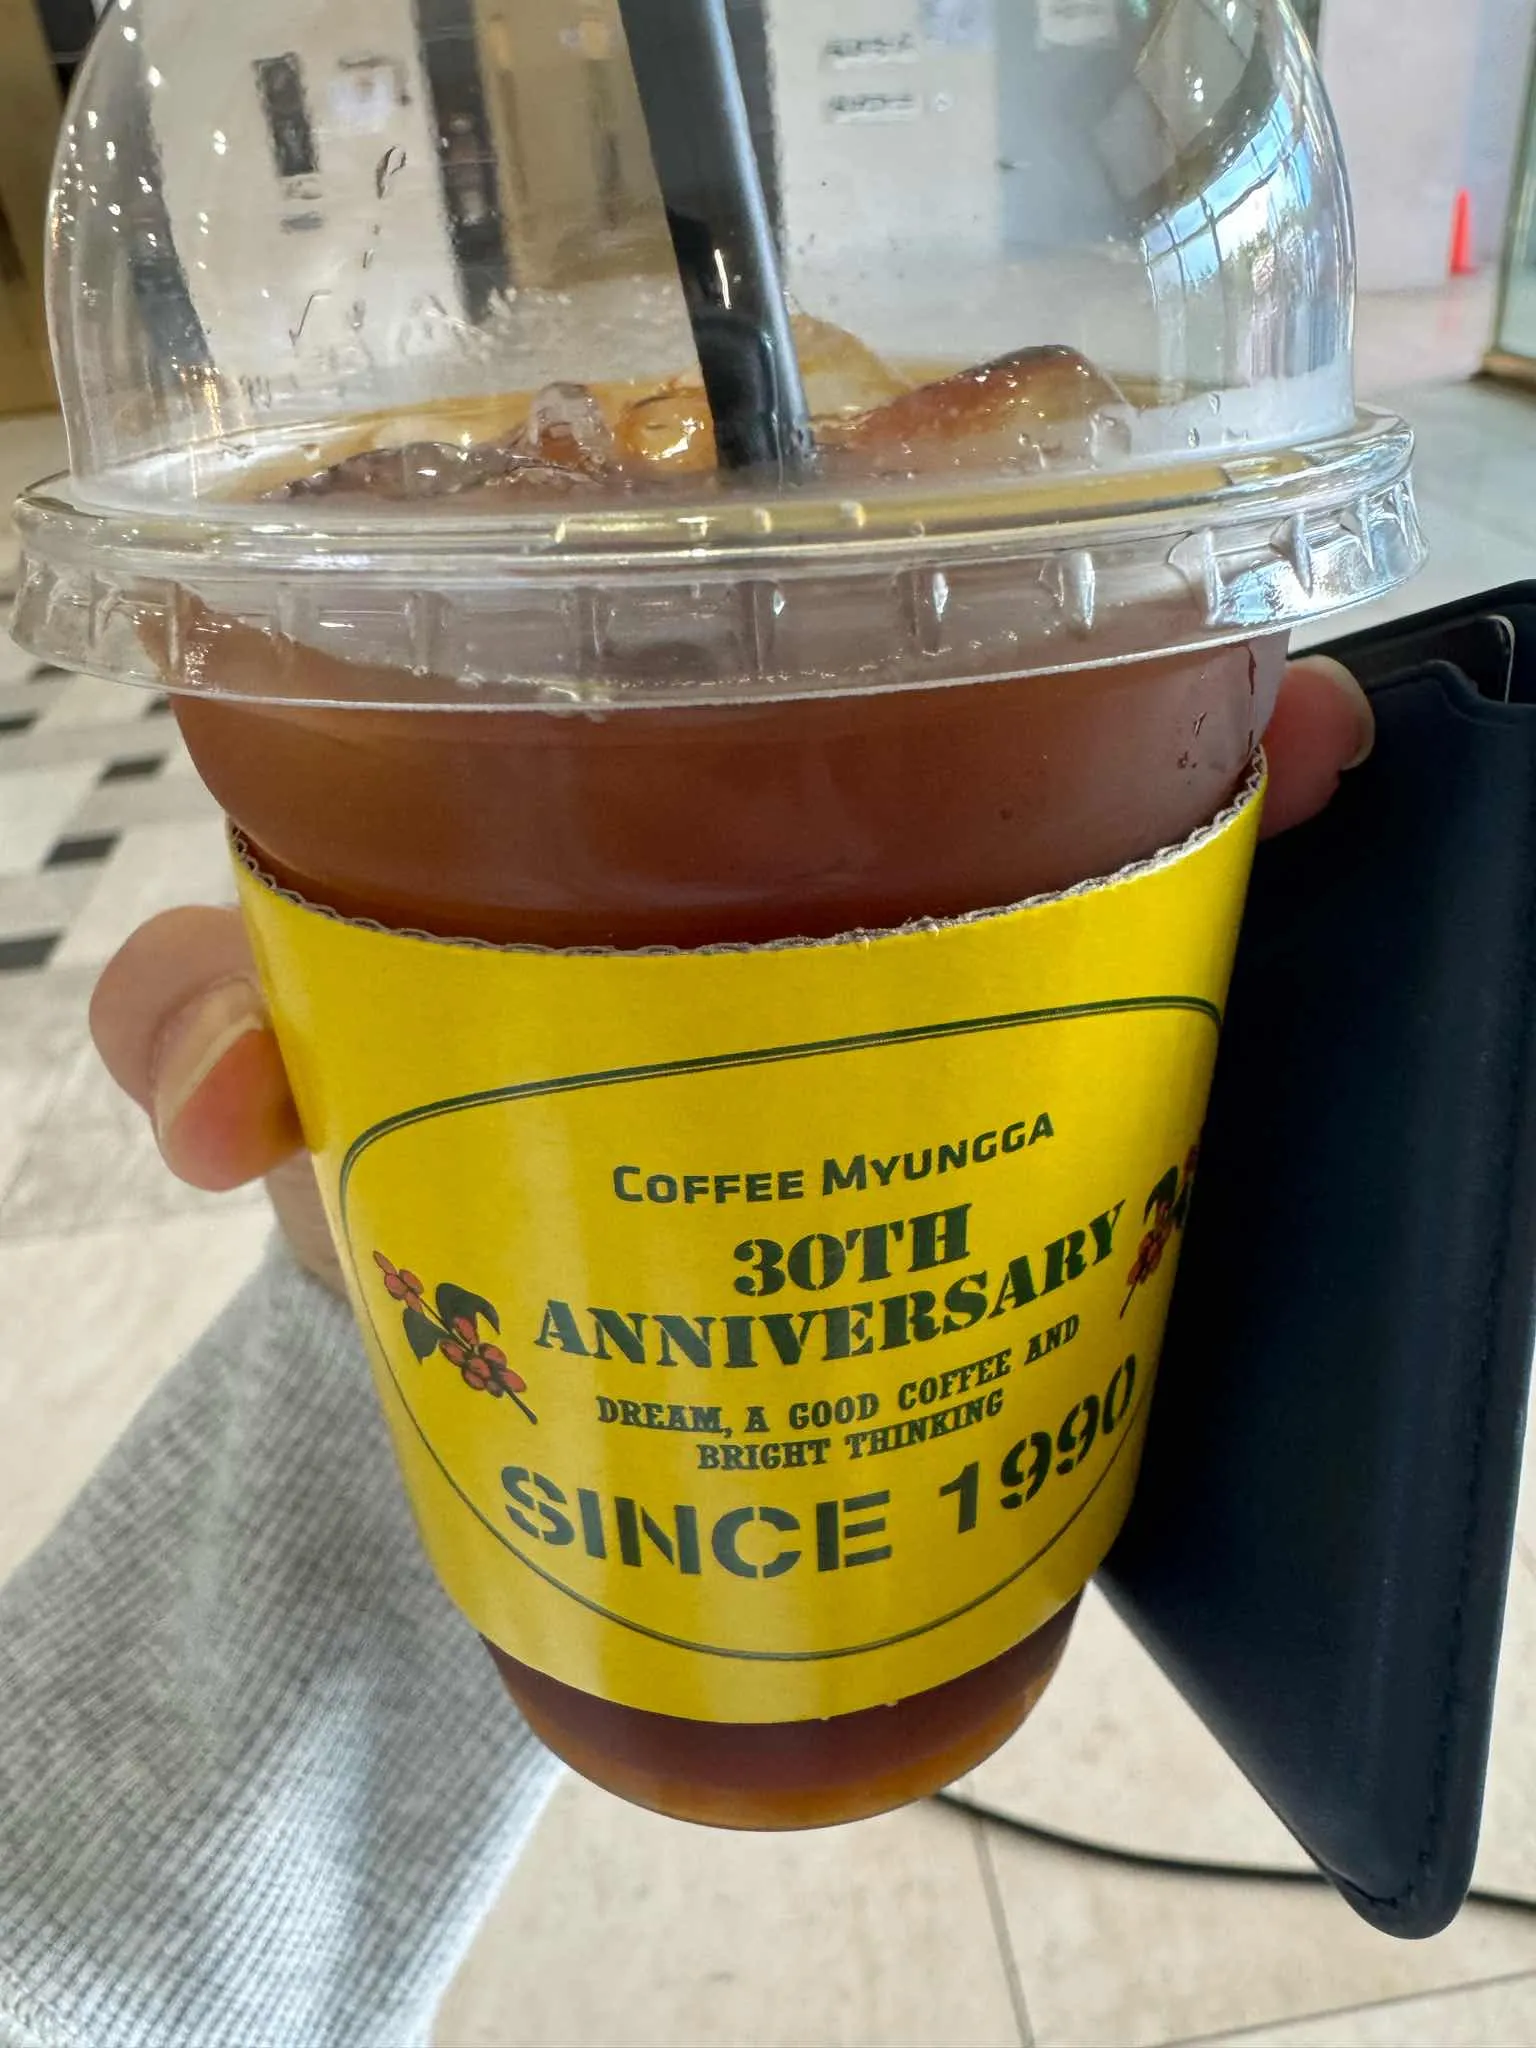 COFFEE MYUNGGA
30TH
ANNIVERSARY
DREAM, A GOOD COFFEE AND
BRIGHT THINKING
SINCE 1990